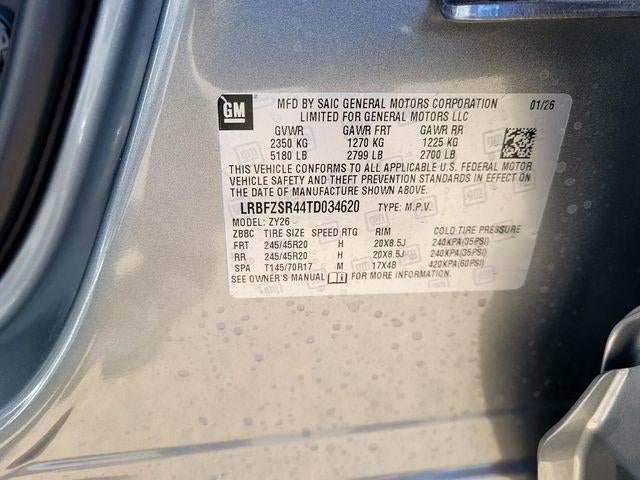 GM
MFD BY SAIC GENERAL MOTORS CORPORATION 01/26
LIMITED FOR GENERAL MOTORS LLC
GVWR GAWR FRT GAWR RR
2350 KG 1270 KG 1225 KG
5180 LB 2799 LB 2700 LB
THIS VEHICLE CONFORMS TO ALL APPLICABLE U.S. FEDERAL MOTOR
VEHICLE SAFETY AND THEFT PREVENTION STANDARDS IN EFFECT ON
THE DATE OF MANUFACTURE SHOWN ABOVE.
LRBFZSR44TD034620 TYPE: M.P.V.
MODEL: ZY26
ZBBC TIRE SIZE SPEED RTG RIM COLD TIRE PRESSURE
FRT 245/45R20 H 20X8.5J 240KPA(35PSI)
RR 245/45R20 H 20X8.5J 240KPA(35PSI)
SPA T145/70R17 M 17X4B 420KPA(60PSI)
SEE OWNER'S MANUAL FOR MORE INFORMATION